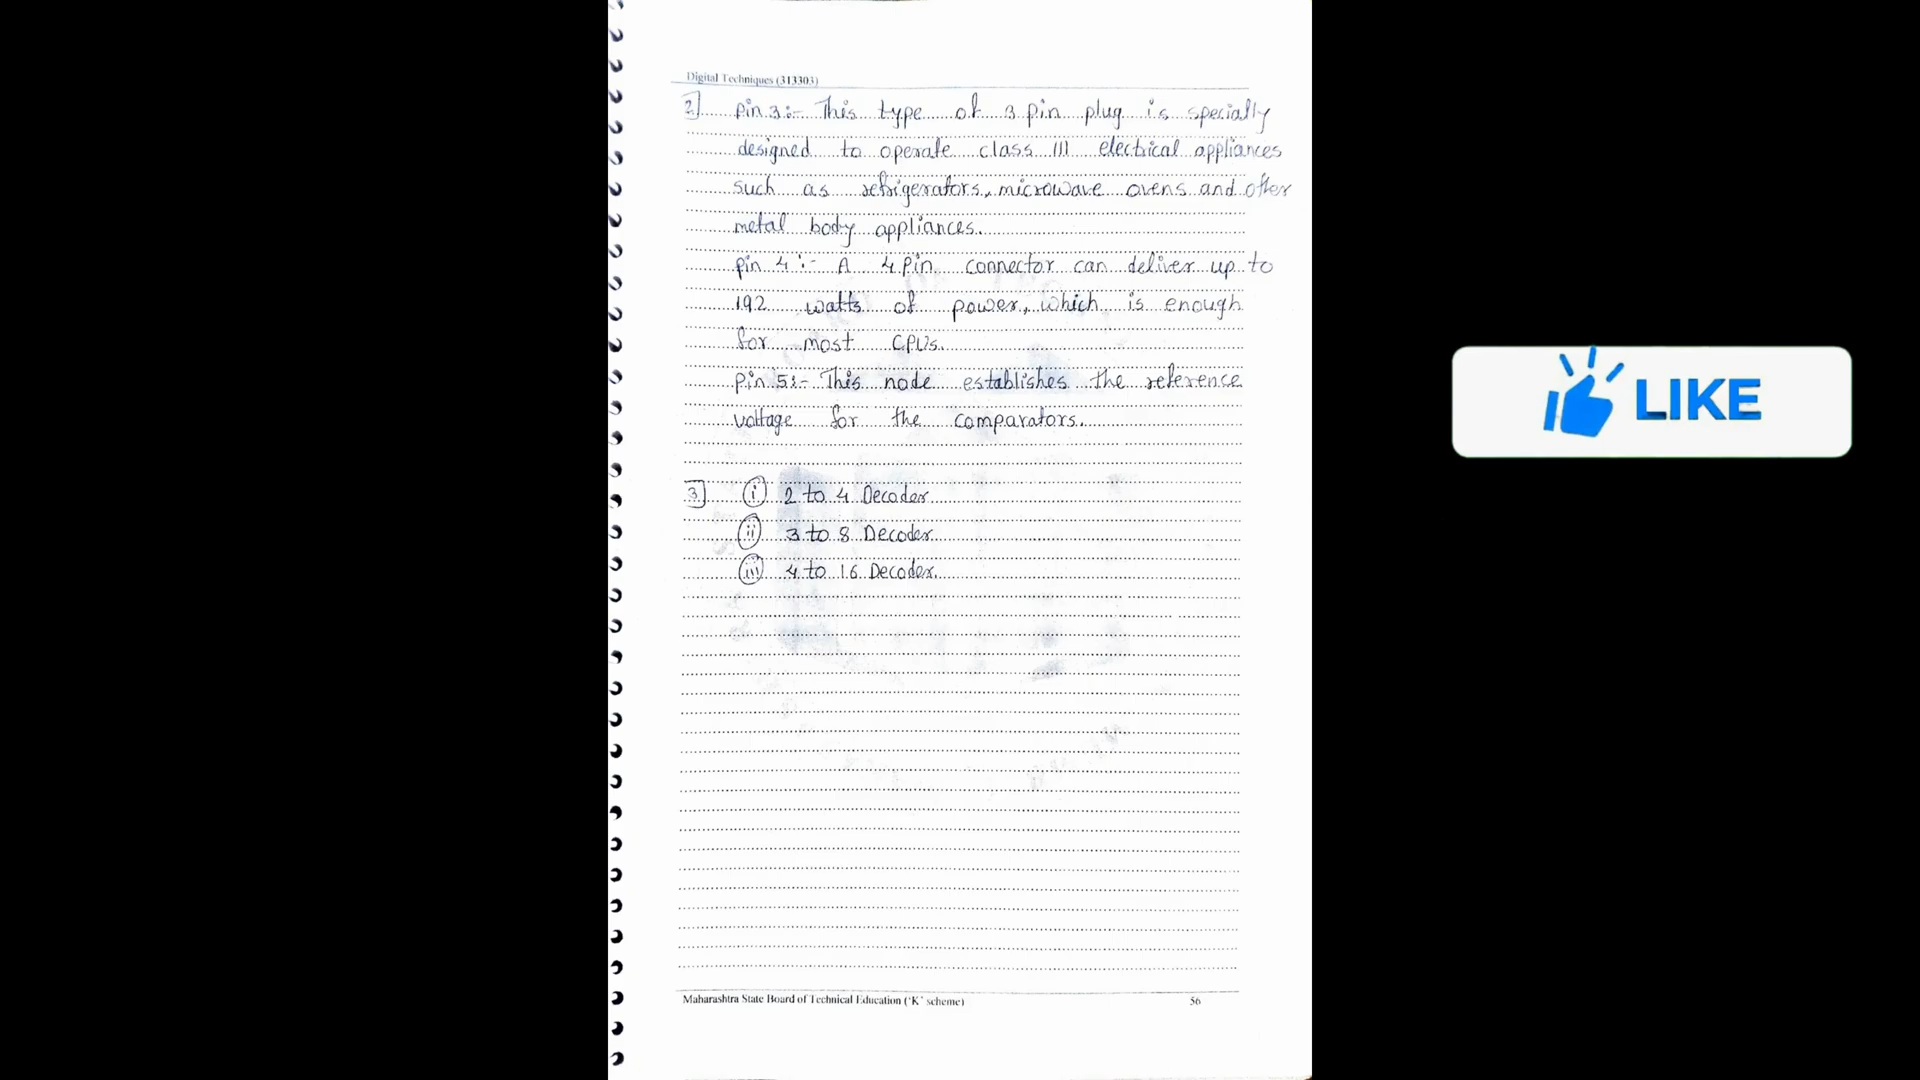 Digital Techniques (313303)
2] Pin 3:- This type of 3 pin plug is specially
designed to operate class III electrical appliances
such as refrigerators, microwave ovens and other
metal body appliances.
pin 4:- A 4 Pin connector can deliver up to
192 watts of power, which is enough
for most CPUs.
Pin 5:- This node establishes the reference
voltage for the comparators.
3] i 2 to 4 Decoder
ii 3 to 8 Decoder
iii 4 to 16 Decoder.
LIKE
Maharashtra State Board of Technical Education ('K' scheme) 56